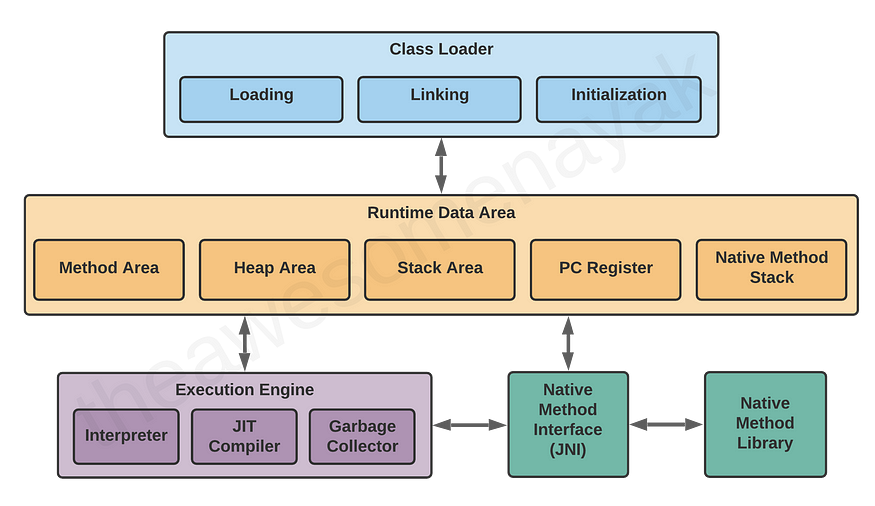 Class Loader
Loading
Linking
Initialization
Runtime Data Area
Method Area
Heap Area
Stack Area
PC Register
Native Method
Stack
Execution Engine
Interpreter
JIT
Compiler
Garbage
Collector
Native
Method
Interface
(JNI)
Native
Method
Library
theawesomenayak